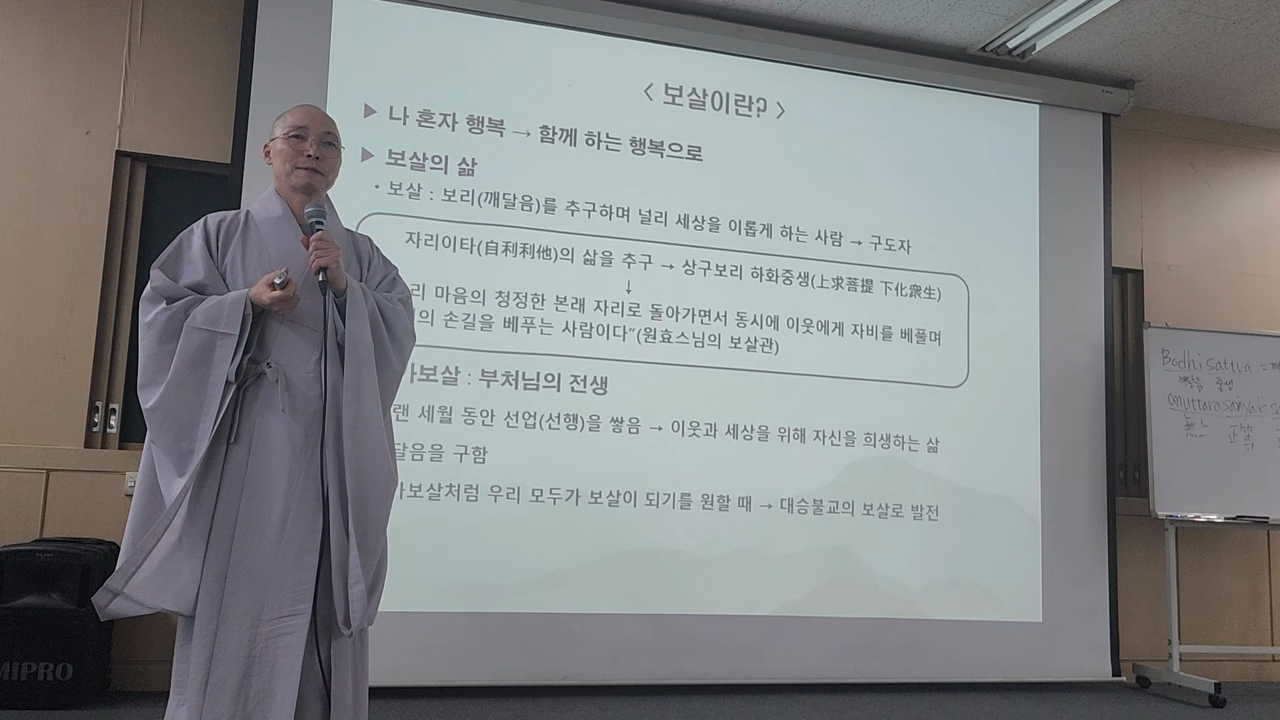 < 보살이란? >
▶ 나 혼자 행복 → 함께 하는 행복으로
▶ 보살의 삶
• 보살 : 보리(깨달음)를 추구하며 널리 세상을 이롭게 하는 사람 → 구도자
자리이타(自利利他)의 삶을 추구 → 상구보리 하화중생(上求菩提 下化衆生)
↓
리 마음의 청정한 본래 자리로 돌아가면서 동시에 이웃에게 자비를 베풀며
의 손길을 베푸는 사람이다"(원효스님의 보살관)
가보살 : 부처님의 전생
랜 세월 동안 선업(선행)을 쌓음 → 이웃과 세상을 위해 자신을 희생하는 삶
달음을 구함
가보살처럼 우리 모두가 보살이 되기를 원할 때 → 대승불교의 보살로 발전
Bodhisattva =
깨달음 중생
anuttarasamyak
無上
MIPRO